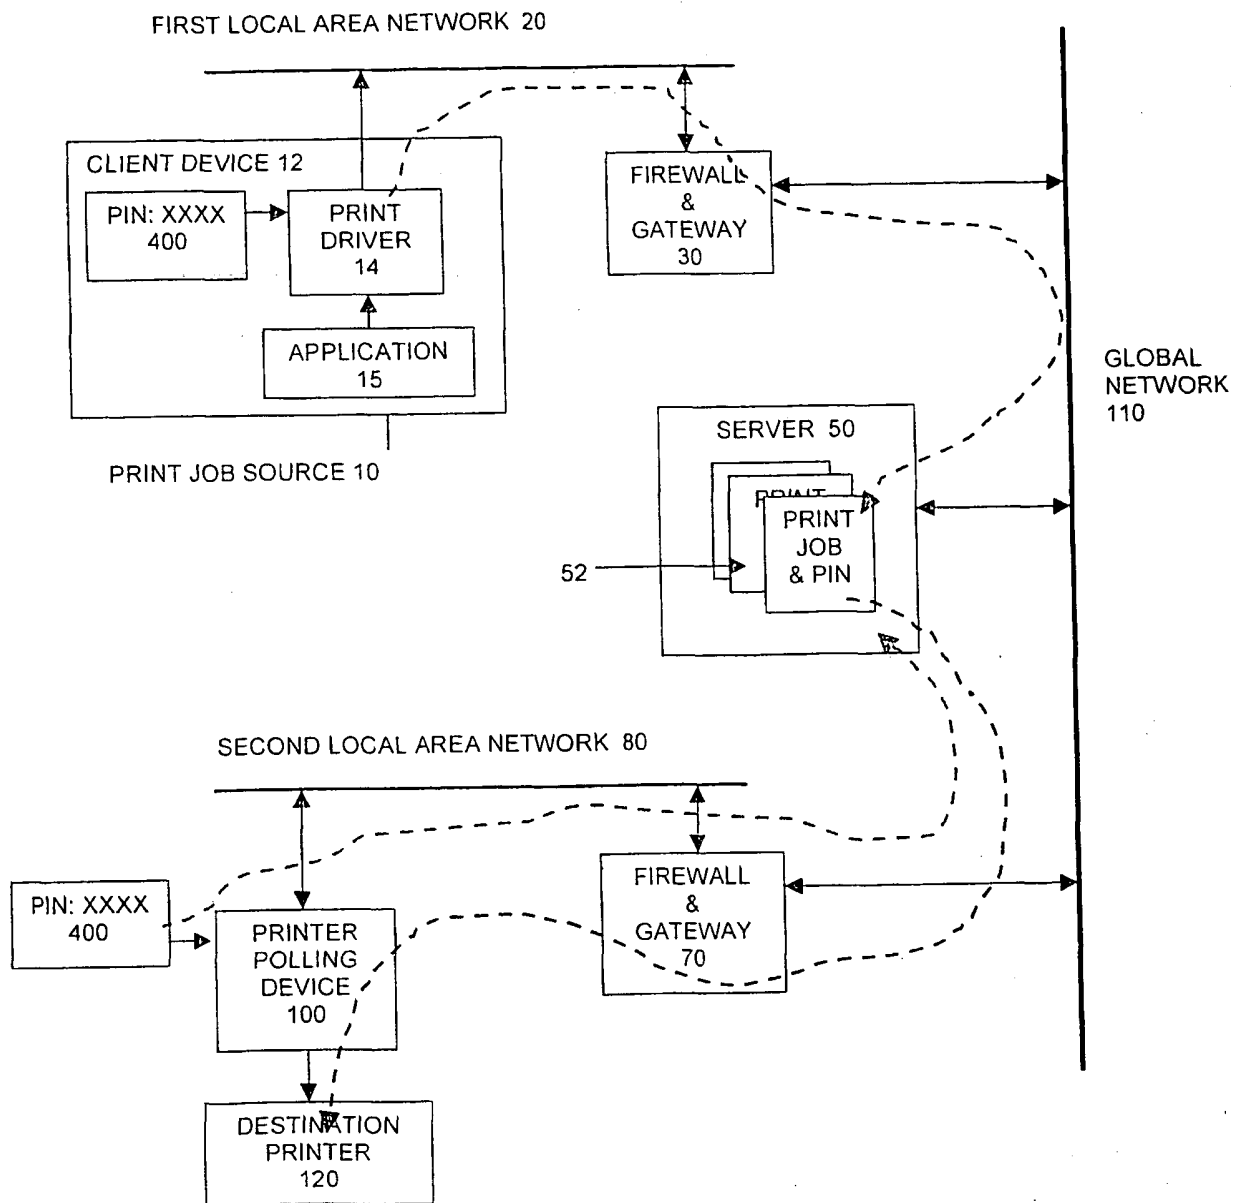 FIRST LOCAL AREA NETWORK 20
CLIENT DEVICE 12
PIN: XXXX
400
PRINT
DRIVER
14
APPLICATION
15
PRINT JOB SOURCE 10
FIREWALL
&
GATEWAY
30
GLOBAL
NETWORK
110
SERVER 50
PRINT
PRINT
JOB
& PIN
52
SECOND LOCAL AREA NETWORK 80
PIN: XXXX
400
PRINTER
POLLING
DEVICE
100
FIREWALL
&
GATEWAY
70
DESTINATION
PRINTER
120